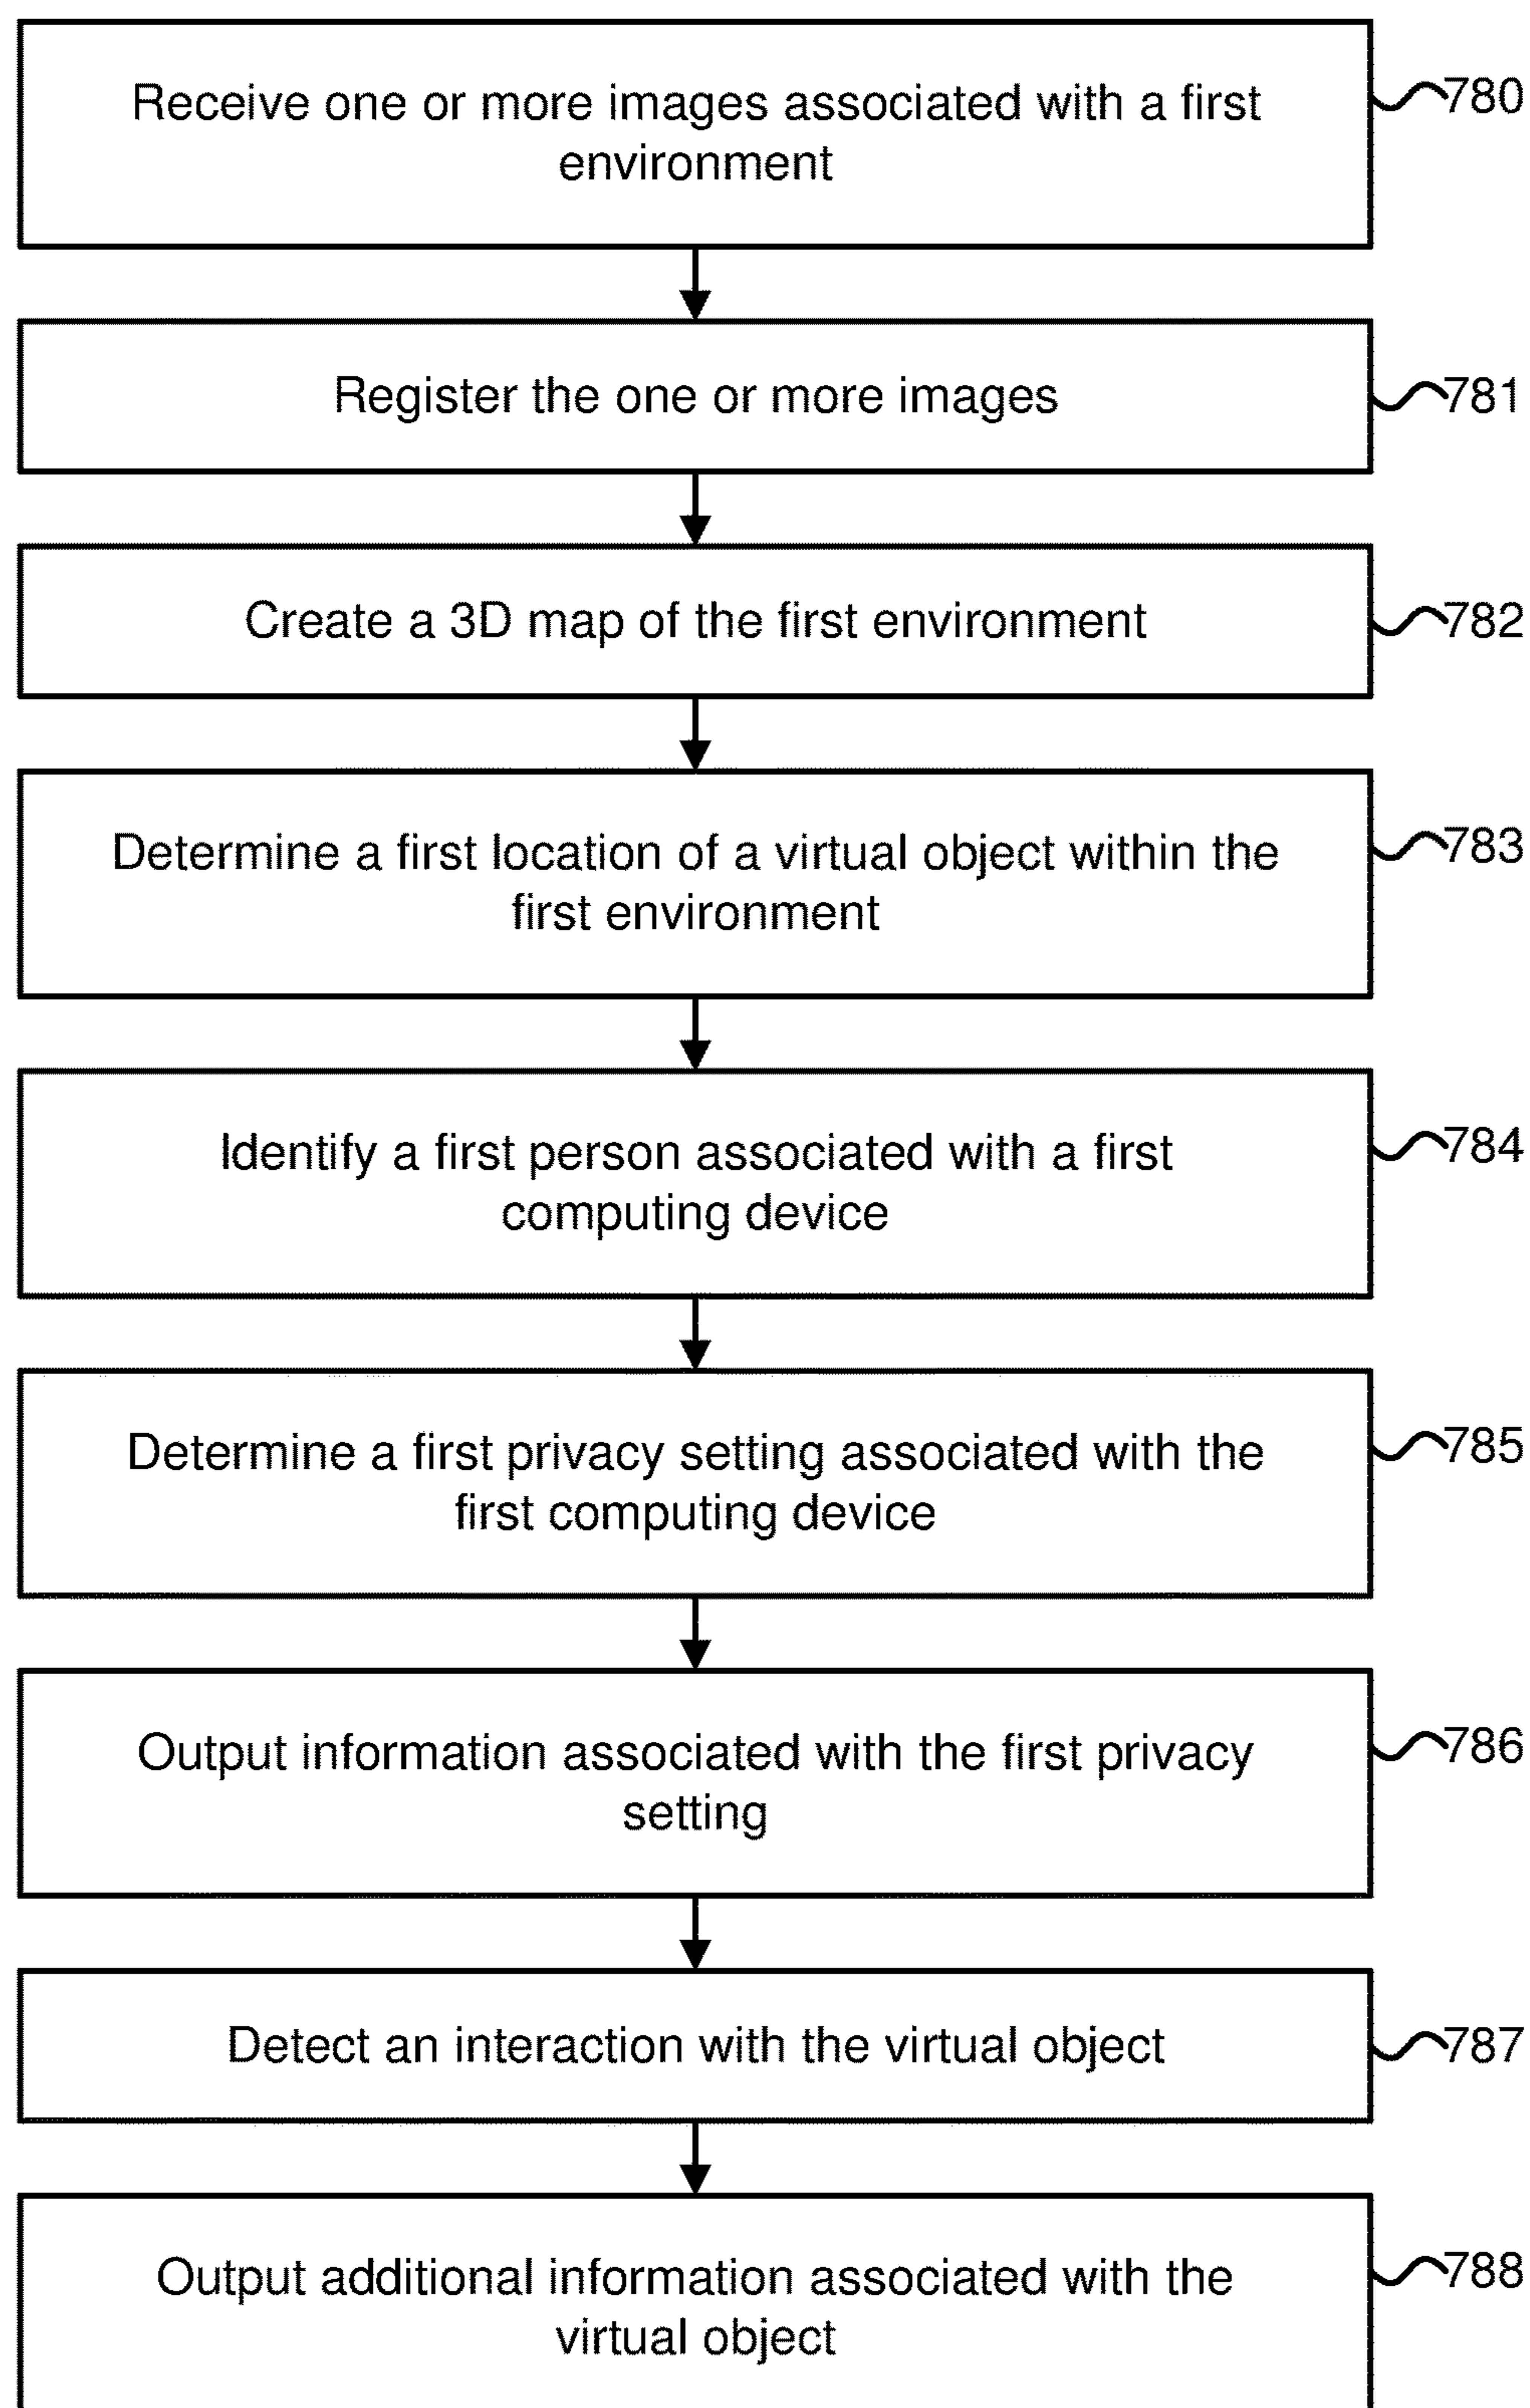 Receive one or more images associated with a first
environment
780
Register the one or more images
781
Create a 3D map of the first environment
782
Determine a first location of a virtual object within the
first environment
783
Identify a first person associated with a first
computing device
784
Determine a first privacy setting associated with the
first computing device
785
Output information associated with the first privacy
setting
786
Detect an interaction with the virtual object
787
Output additional information associated with the
virtual object
788